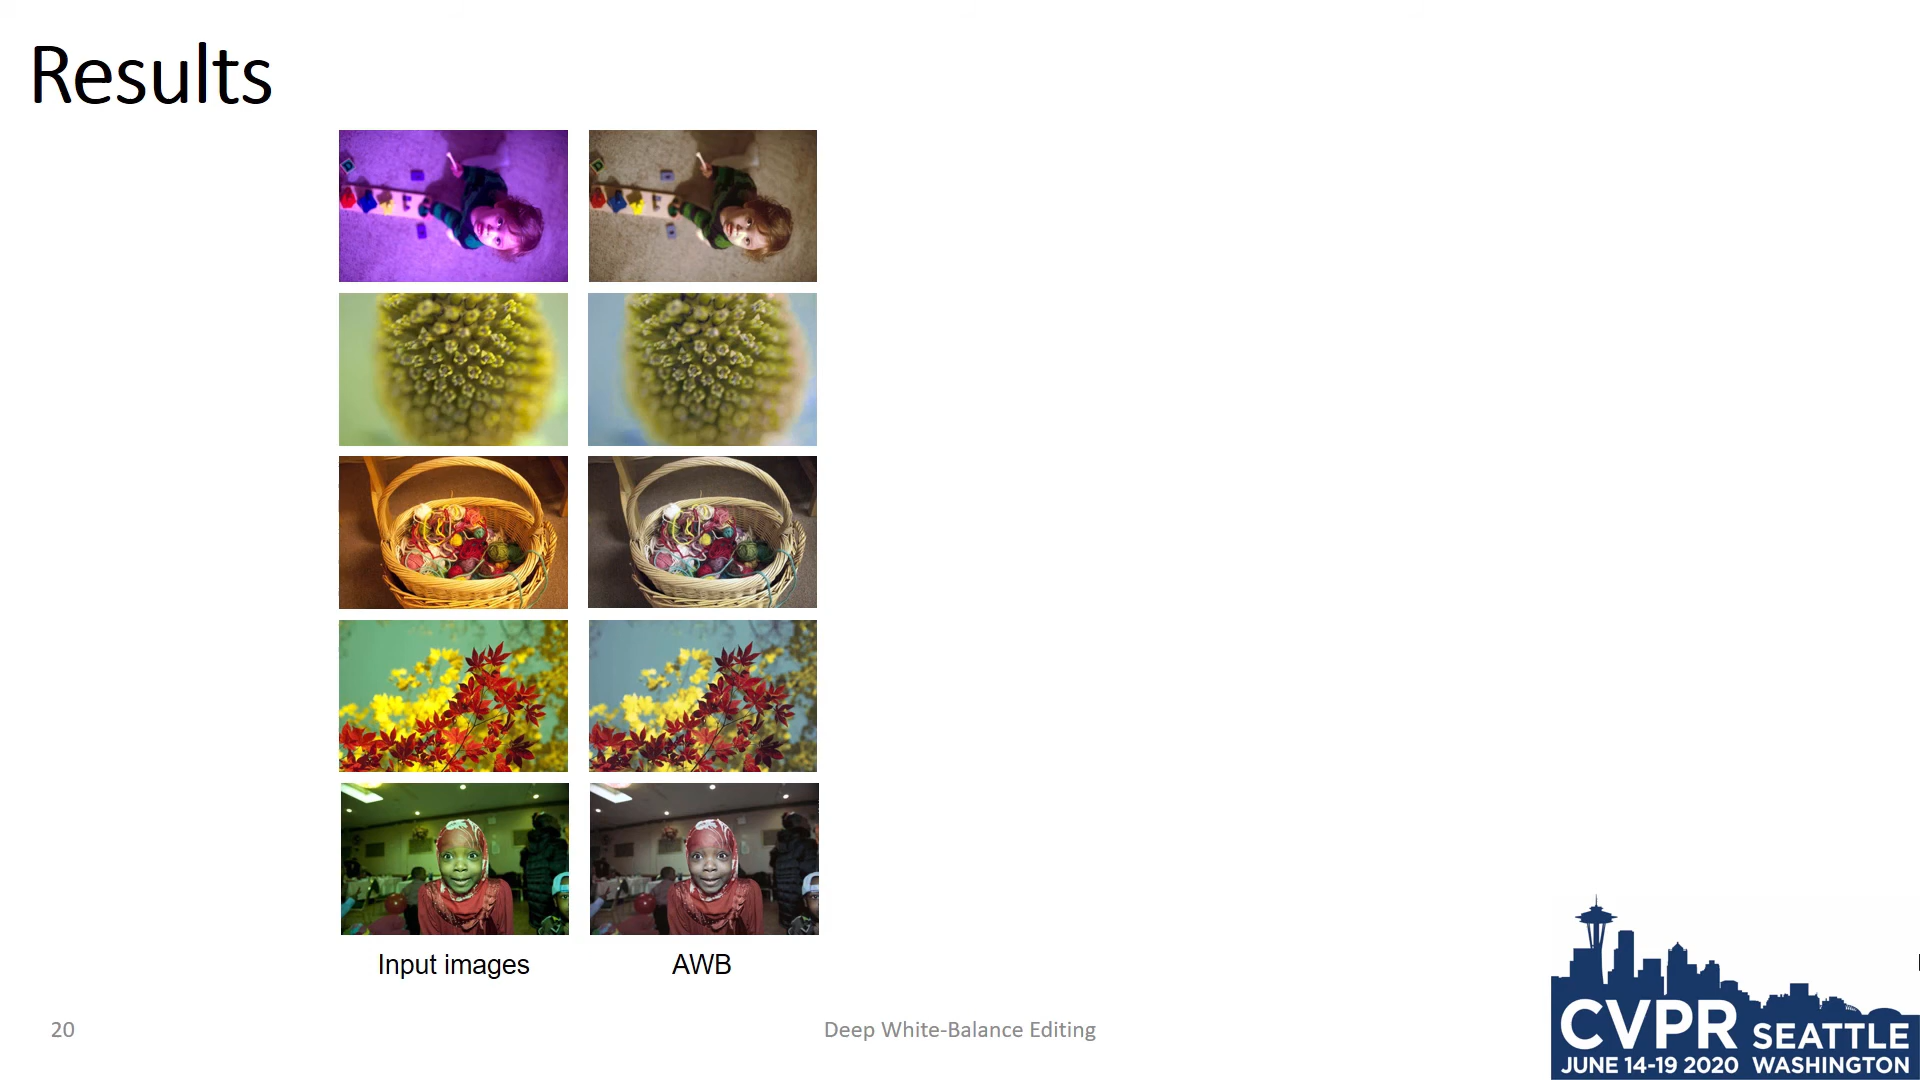 Results
Input images
AWB
20
Deep White-Balance Editing
CVPR SEATTLE
JUNE 14-19 2020 WASHINGTON